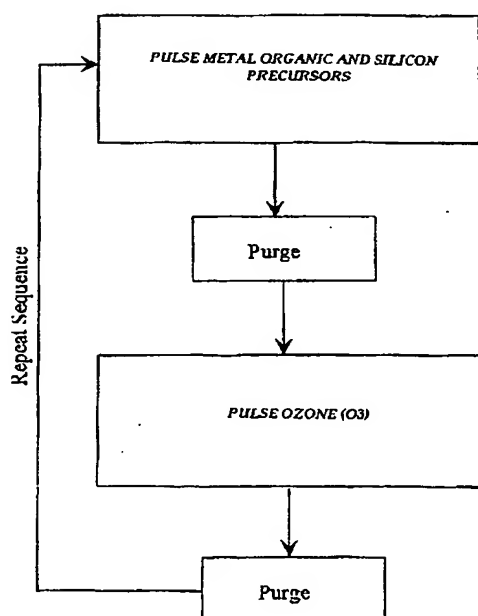 PULSE METAL ORGANIC AND SILICON
PRECURSORS
Purge
Repeat Sequence
PULSE OZONE (O3)
Purge